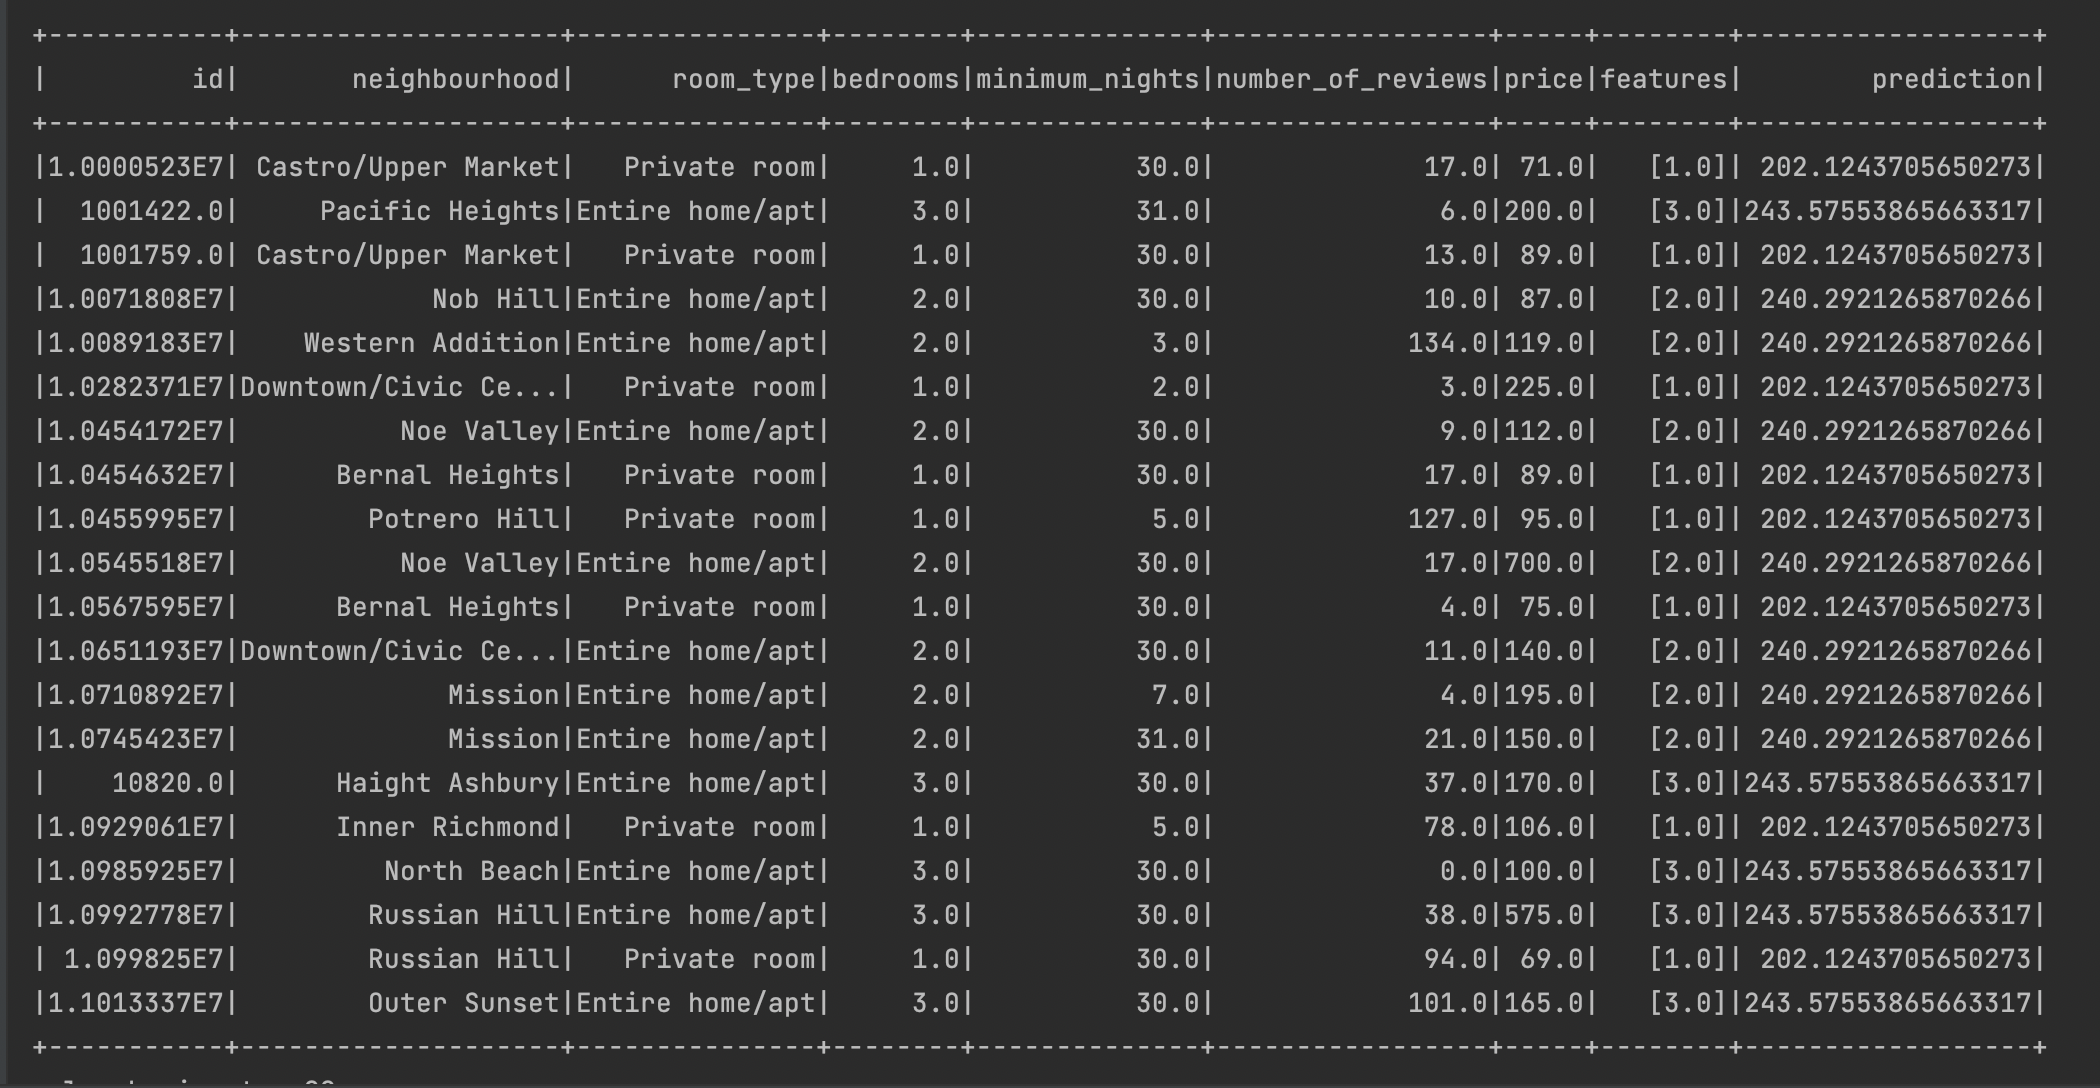 +-----------+--------------------+---------------+--------+--------------+-----------------+-----+--------+------------------+
|         id|       neighbourhood|      room_type|bedrooms|minimum_nights|number_of_reviews|price|features|        prediction|
+-----------+--------------------+---------------+--------+--------------+-----------------+-----+--------+------------------+
|1.0000523E7| Castro/Upper Market|   Private room|     1.0|          30.0|             17.0| 71.0|   [1.0]| 202.1243705650273|
|  1001422.0|     Pacific Heights|Entire home/apt|     3.0|          31.0|              6.0|200.0|   [3.0]|243.57553865663317|
|  1001759.0| Castro/Upper Market|   Private room|     1.0|          30.0|             13.0| 89.0|   [1.0]| 202.1243705650273|
|1.0071808E7|            Nob Hill|Entire home/apt|     2.0|          30.0|             10.0| 87.0|   [2.0]| 240.2921265870266|
|1.0089183E7|    Western Addition|Entire home/apt|     2.0|           3.0|            134.0|119.0|   [2.0]| 240.2921265870266|
|1.0282371E7|Downtown/Civic Ce...|   Private room|     1.0|           2.0|              3.0|225.0|   [1.0]| 202.1243705650273|
|1.0454172E7|          Noe Valley|Entire home/apt|     2.0|          30.0|              9.0|112.0|   [2.0]| 240.2921265870266|
|1.0454632E7|      Bernal Heights|   Private room|     1.0|          30.0|             17.0| 89.0|   [1.0]| 202.1243705650273|
|1.0455995E7|        Potrero Hill|   Private room|     1.0|           5.0|            127.0| 95.0|   [1.0]| 202.1243705650273|
|1.0545518E7|          Noe Valley|Entire home/apt|     2.0|          30.0|             17.0|700.0|   [2.0]| 240.2921265870266|
|1.0567595E7|      Bernal Heights|   Private room|     1.0|          30.0|              4.0| 75.0|   [1.0]| 202.1243705650273|
|1.0651193E7|Downtown/Civic Ce...|Entire home/apt|     2.0|          30.0|             11.0|140.0|   [2.0]| 240.2921265870266|
|1.0710892E7|             Mission|Entire home/apt|     2.0|           7.0|              4.0|195.0|   [2.0]| 240.2921265870266|
|1.0745423E7|             Mission|Entire home/apt|     2.0|          31.0|             21.0|150.0|   [2.0]| 240.2921265870266|
|    10820.0|      Haight Ashbury|Entire home/apt|     3.0|          30.0|             37.0|170.0|   [3.0]|243.57553865663317|
|1.0929061E7|      Inner Richmond|   Private room|     1.0|           5.0|             78.0|106.0|   [1.0]| 202.1243705650273|
|1.0985925E7|         North Beach|Entire home/apt|     3.0|          30.0|              0.0|100.0|   [3.0]|243.57553865663317|
|1.0992778E7|        Russian Hill|Entire home/apt|     3.0|          30.0|             38.0|575.0|   [3.0]|243.57553865663317|
| 1.099825E7|        Russian Hill|   Private room|     1.0|          30.0|             94.0| 69.0|   [1.0]| 202.1243705650273|
|1.1013337E7|        Outer Sunset|Entire home/apt|     3.0|          30.0|            101.0|165.0|   [3.0]|243.57553865663317|
+-----------+--------------------+---------------+--------+--------------+-----------------+-----+--------+------------------+